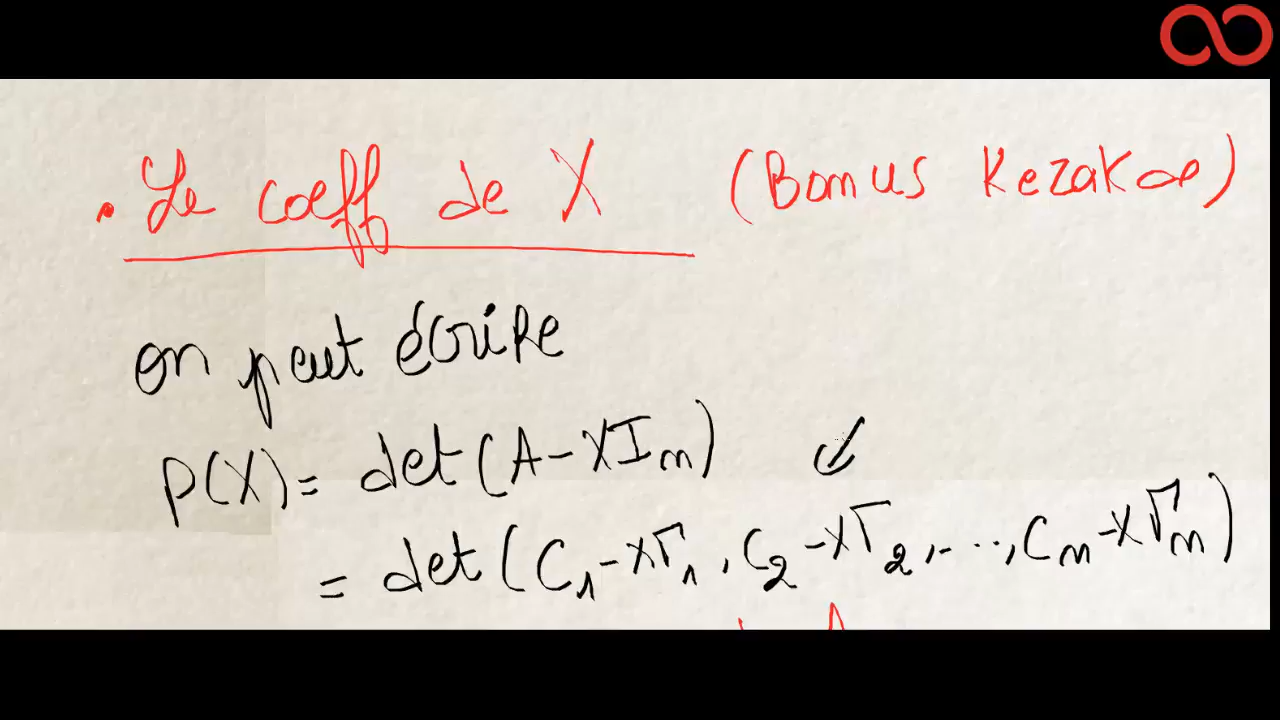 . Le coeff de X (Bonus Kezakoo)
on peut écrire
P(X) = det(A - XIn)
= det(C1 - XΓ1, C2 - XΓ2, ..., Cn - XΓn)